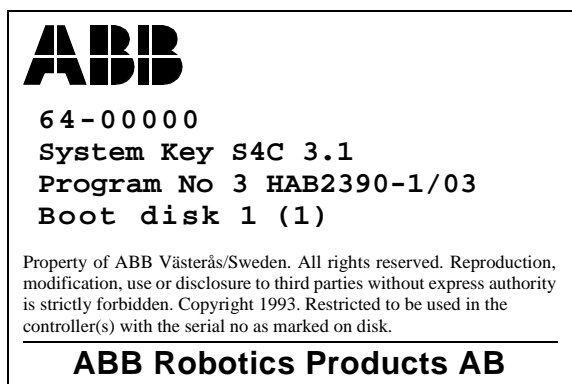 ABB
64-00000
System Key S4C 3.1
Program No 3 HAB2390-1/03
Boot disk 1 (1)
Property of ABB Västerås/Sweden. All rights reserved. Reproduction,
modification, use or disclosure to third parties without express authority
is strictly forbidden. Copyright 1993. Restricted to be used in the
controller(s) with the serial no as marked on disk.
ABB Robotics Products AB